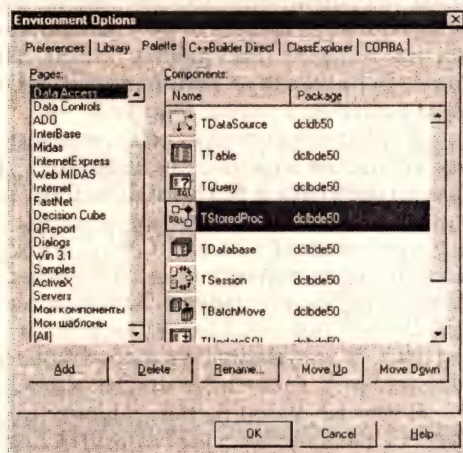 Environment Options
Preferences | Library | Palette | C++Builder Direct | ClassExplorer | CORBA
Pages:
Data Access
Data Controls
ADO
InterBase
Midas
InternetExpress
Web MIDAS
Internet
FastNet
Decision Cube
QReport
Dialogs
Win 3.1
Samples
ActiveX
Servers
Мои компоненты
Мои шаблоны
[All]
Components:
Name Package
TDataSource dcldb50
TTable dclbde50
TQuery dclbde50
TStoredProc dclbde50
TDatabase dclbde50
TSession dclbde50
TBatchMove dclbde50
TUpdateSQL dclbde50
Add... Delete Rename... Move Up Move Down
OK Cancel Help